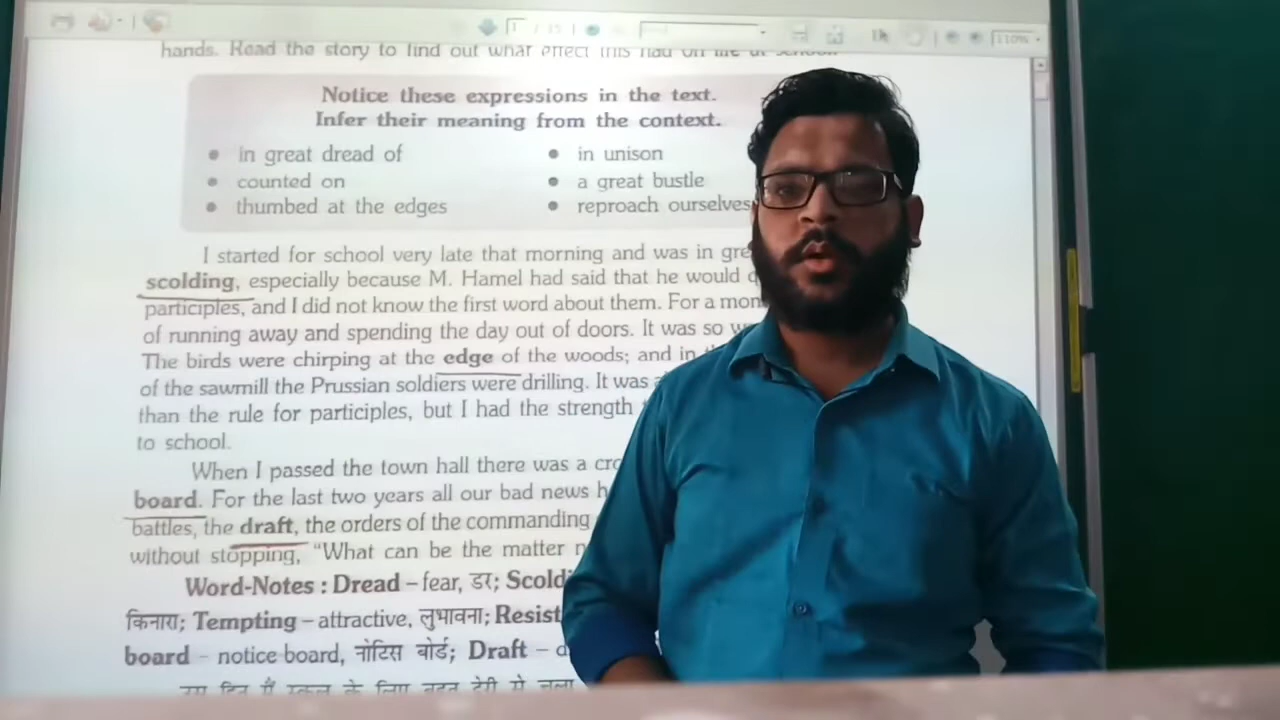 110%
hands. Read the story to find out what effect this had on life at school.
Notice these expressions in the text.
Infer their meaning from the context.
• in great dread of • in unison
• counted on • a great bustle
• thumbed at the edges • reproach ourselves
I started for school very late that morning and was in gre
scolding, especially because M. Hamel had said that he would
participles, and I did not know the first word about them. For a mom
of running away and spending the day out of doors. It was so
The birds were chirping at the edge of the woods; and in
of the sawmill the Prussian soldiers were drilling. It was
than the rule for participles, but I had the strength
to school.
When I passed the town hall there was a cro
board. For the last two years all our bad news h
battles, the draft, the orders of the commanding
without stopping, “What can be the matter n
Word-Notes : Dread – fear, डर; Scoldi
किनारा; Tempting – attractive, लुभावना; Resist
board – notice board, नोटिस बोर्ड; Draft – d
उस दिन मैं स्कूल के लिए बहुत देरी से चला